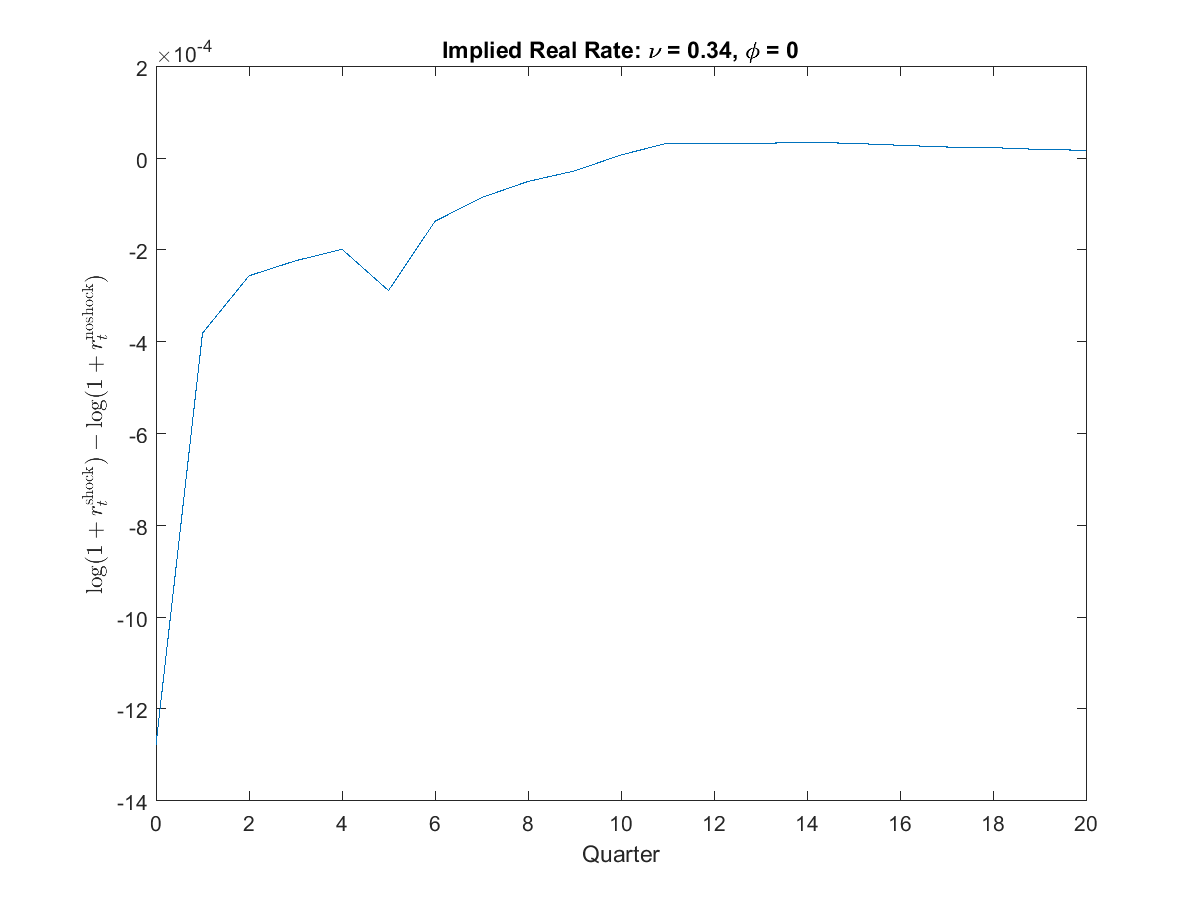 ×10⁻⁴
Implied Real Rate: ν = 0.34, ϕ = 0
2
0
-2
-4
-6
-8
-10
-12
-14
log(1 + r_t^shock) − log(1 + r_t^noshock)
0 2 4 6 8 10 12 14 16 18 20
Quarter